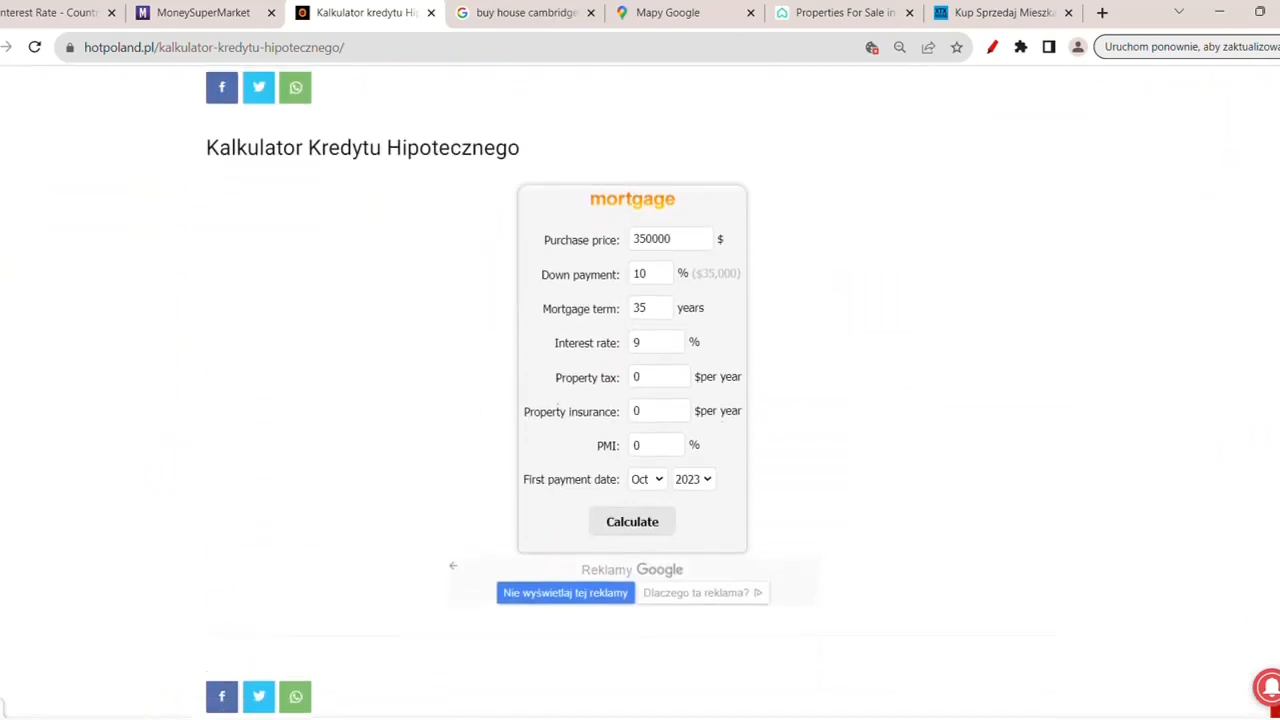 nterest Rate - Count
MoneySuperMarket
Kalkulator kredytu Hi
buy house cambridge
Mapy Google
Properties For Sale in
Kup Sprzedaj Mieszka
hotpoland.pl/kalkulator-kredytu-hipotecznego/
Uruchom ponownie, aby zaktualizowa
Kalkulator Kredytu Hipotecznego
mortgage
Purchase price: 350000 $
Down payment: 10 % ($35,000)
Mortgage term: 35 years
Interest rate: 9 %
Property tax: 0 $per year
Property insurance: 0 $per year
PMI: 0 %
First payment date: Oct 2023
Calculate
Reklamy Google
Nie wyświetlaj tej reklamy
Dlaczego ta reklama?